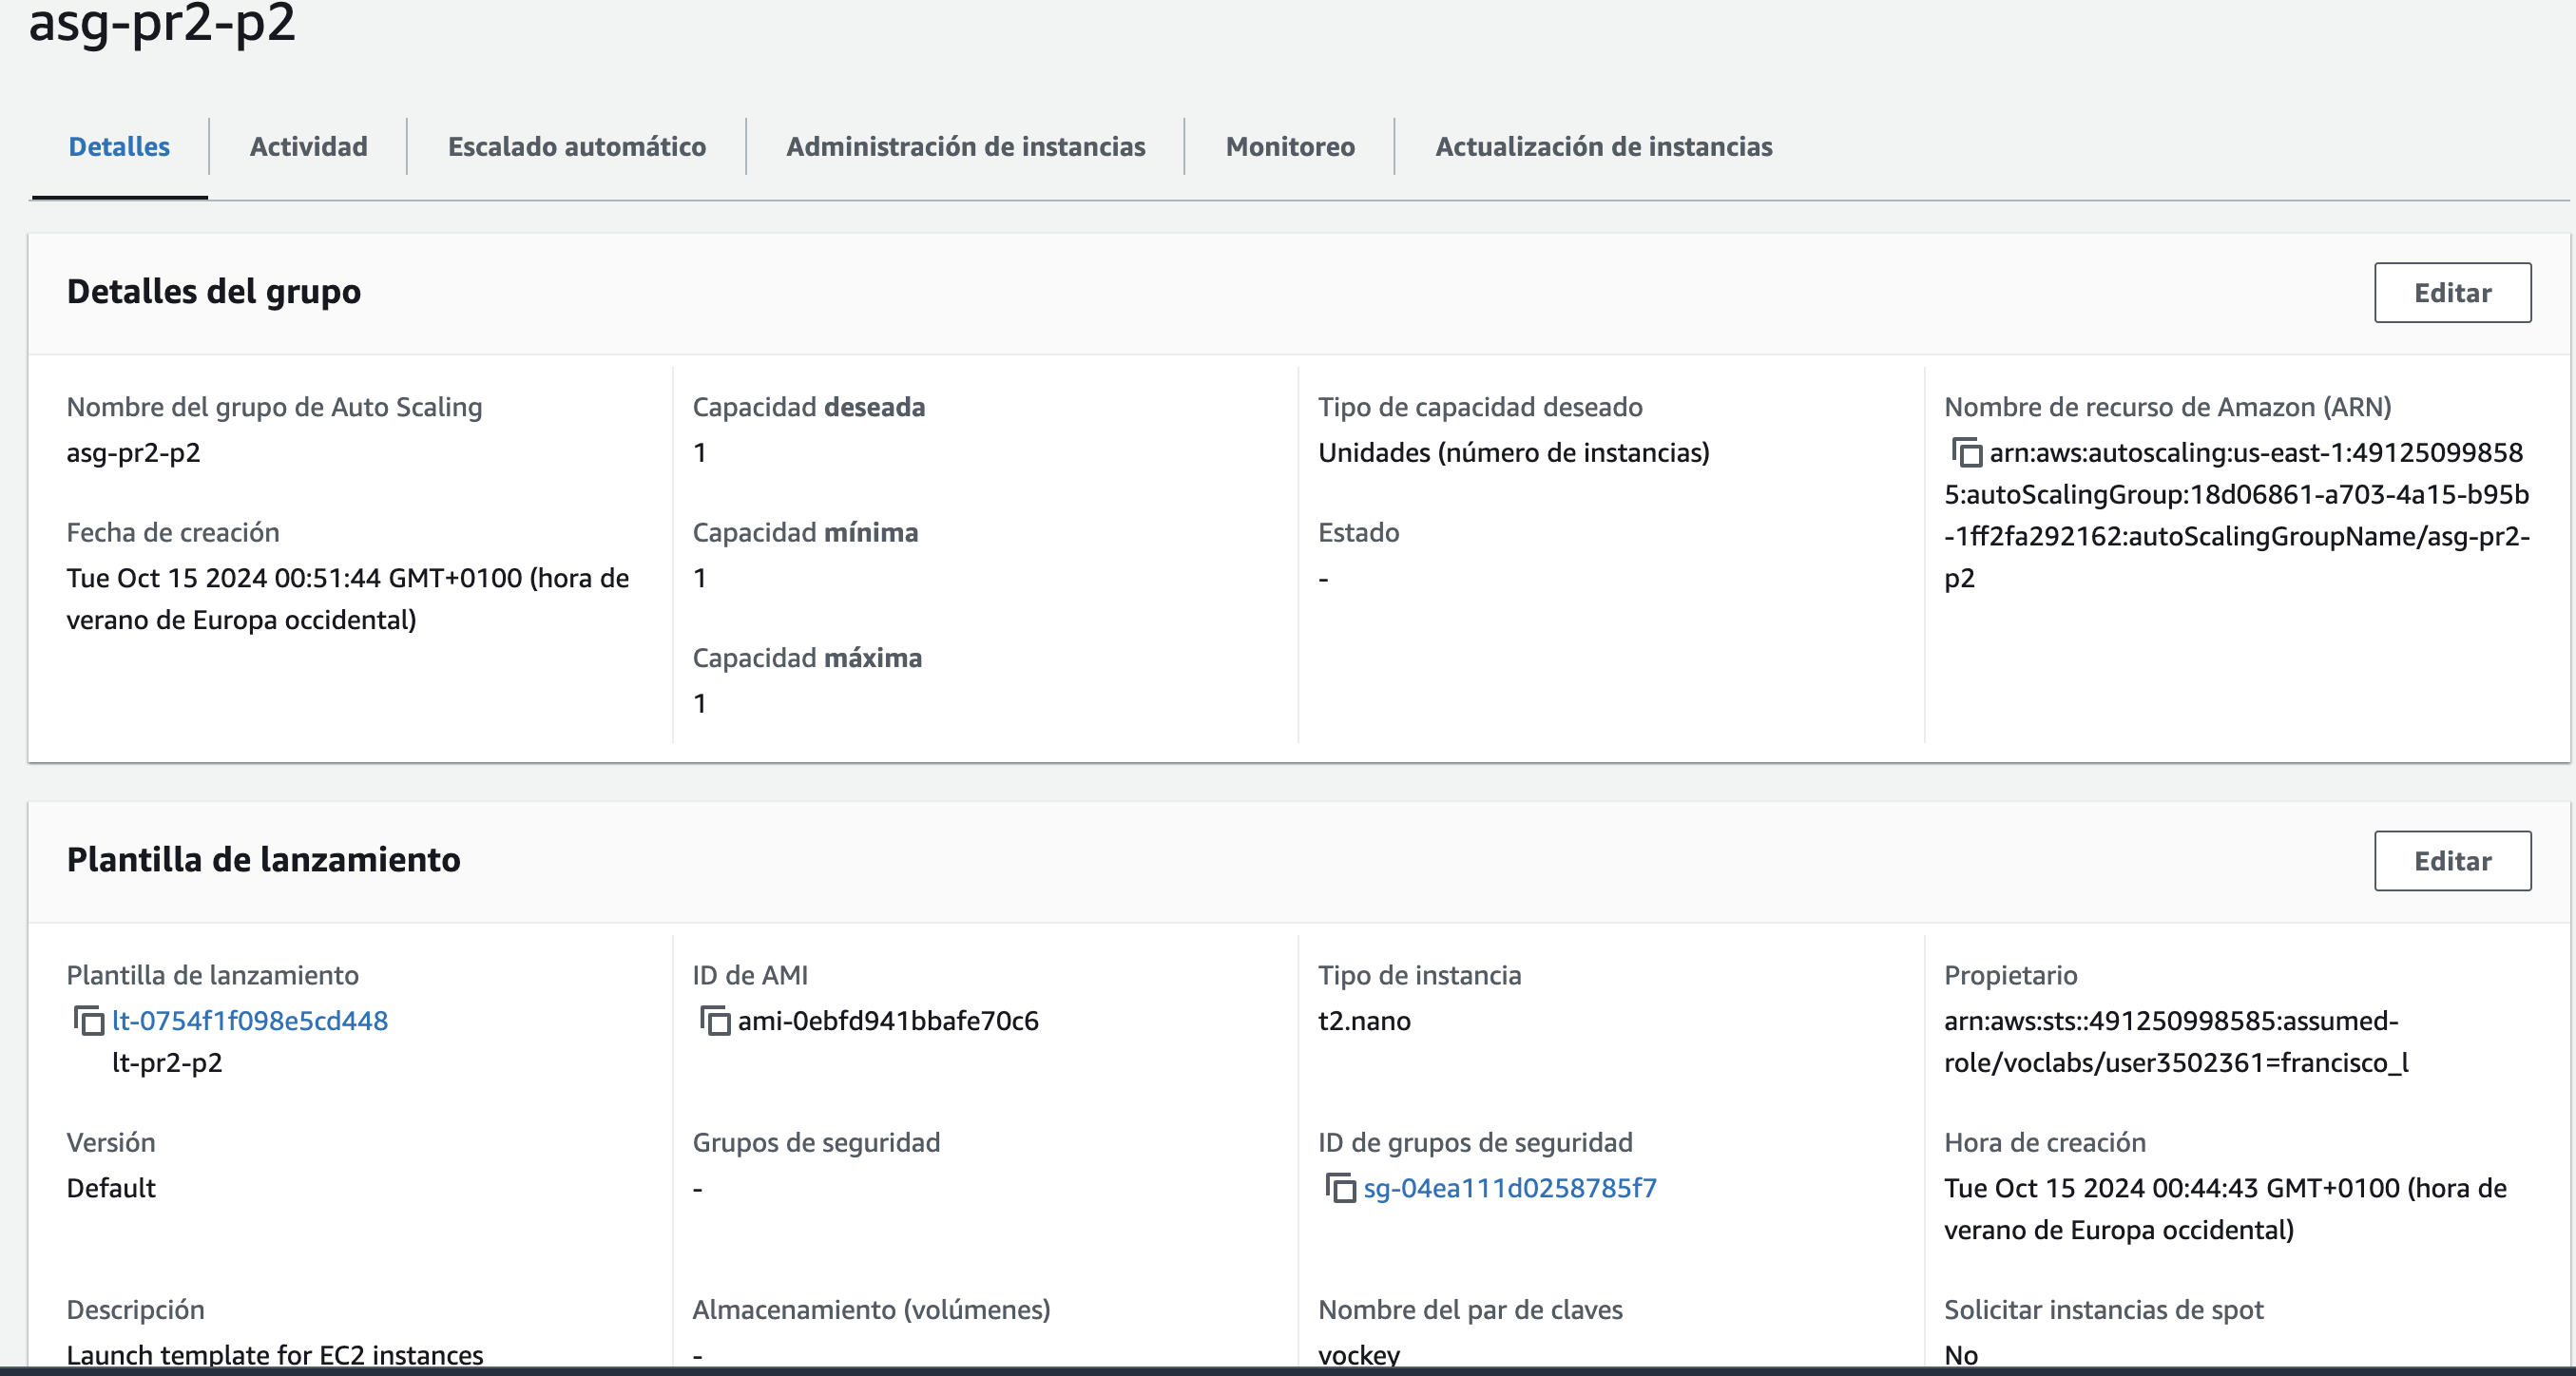 asg-pr2-p2
Detalles
Actividad
Escalado automático
Administración de instancias
Monitoreo
Actualización de instancias
Detalles del grupo
Editar
Nombre del grupo de Auto Scaling
asg-pr2-p2
Fecha de creación
Tue Oct 15 2024 00:51:44 GMT+0100 (hora de
verano de Europa occidental)
Capacidad deseada
1
Capacidad mínima
1
Capacidad máxima
1
Tipo de capacidad deseado
Unidades (número de instancias)
Estado
-
Nombre de recurso de Amazon (ARN)
arn:aws:autoscaling:us-east-1:49125099858
5:autoScalingGroup:18d06861-a703-4a15-b95b
-1ff2fa292162:autoScalingGroupName/asg-pr2-
p2
Plantilla de lanzamiento
Editar
Plantilla de lanzamiento
lt-0754f1f098e5cd448
lt-pr2-p2
Versión
Default
Descripción
Launch template for EC2 instances
ID de AMI
ami-0ebfd941bbafe70c6
Grupos de seguridad
-
Almacenamiento (volúmenes)
-
Tipo de instancia
t2.nano
ID de grupos de seguridad
sg-04ea111d0258785f7
Nombre del par de claves
vockey
Propietario
arn:aws:sts::491250998585:assumed-
role/voclabs/user3502361=francisco_l
Hora de creación
Tue Oct 15 2024 00:44:43 GMT+0100 (hora de
verano de Europa occidental)
Solicitar instancias de spot
No